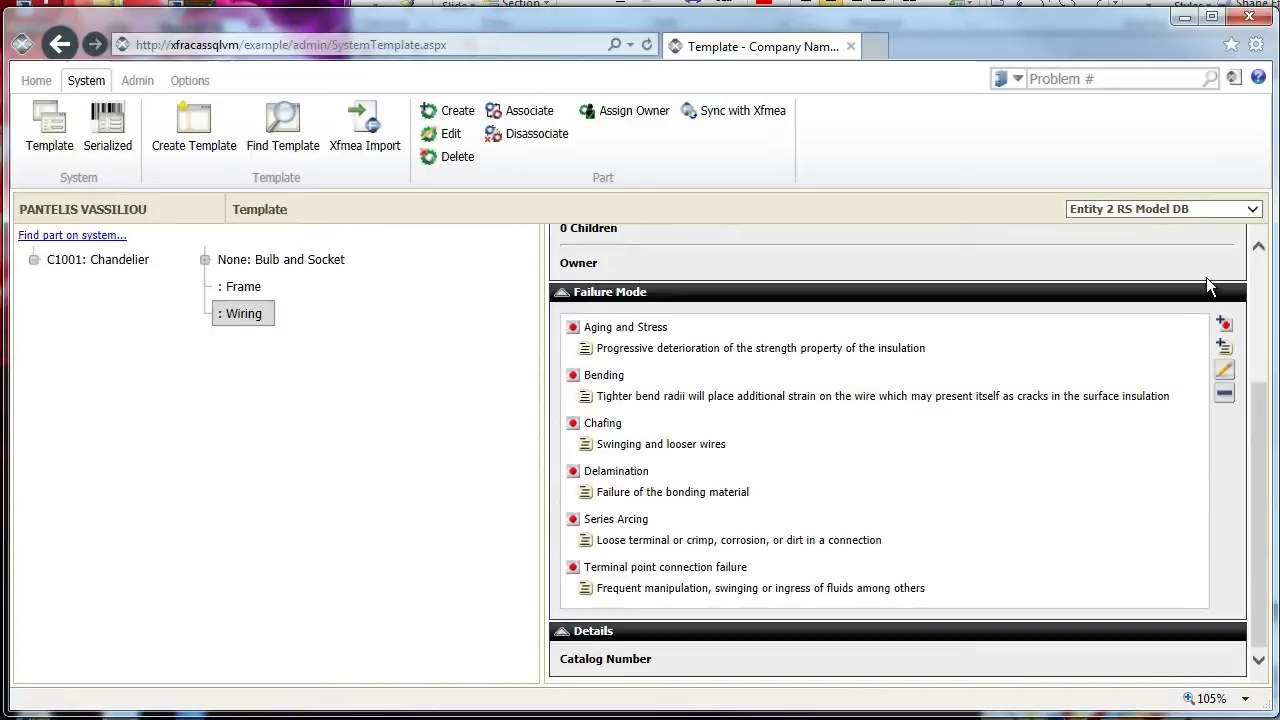 http://xfracassqlvm/example/admin/SystemTemplate.aspx
Template - Company Nam...
Home System Admin Options
Problem #
Template
Serialized
System
Create Template
Find Template
Xfmea Import
Template
Create
Edit
Delete
Associate
Disassociate
Assign Owner
Sync with Xfmea
Part
PANTELIS VASSILIOU
Template
Entity 2 RS Model DB
Find part on system...
C1001: Chandelier
None: Bulb and Socket
: Frame
: Wiring
0 Children
Owner
Failure Mode
Aging and Stress
Progressive deterioration of the strength property of the insulation
Bending
Tighter bend radii will place additional strain on the wire which may present itself as cracks in the surface insulation
Chafing
Swinging and looser wires
Delamination
Failure of the bonding material
Series Arcing
Loose terminal or crimp, corrosion, or dirt in a connection
Terminal point connection failure
Frequent manipulation, swinging or ingress of fluids among others
Details
Catalog Number
105%